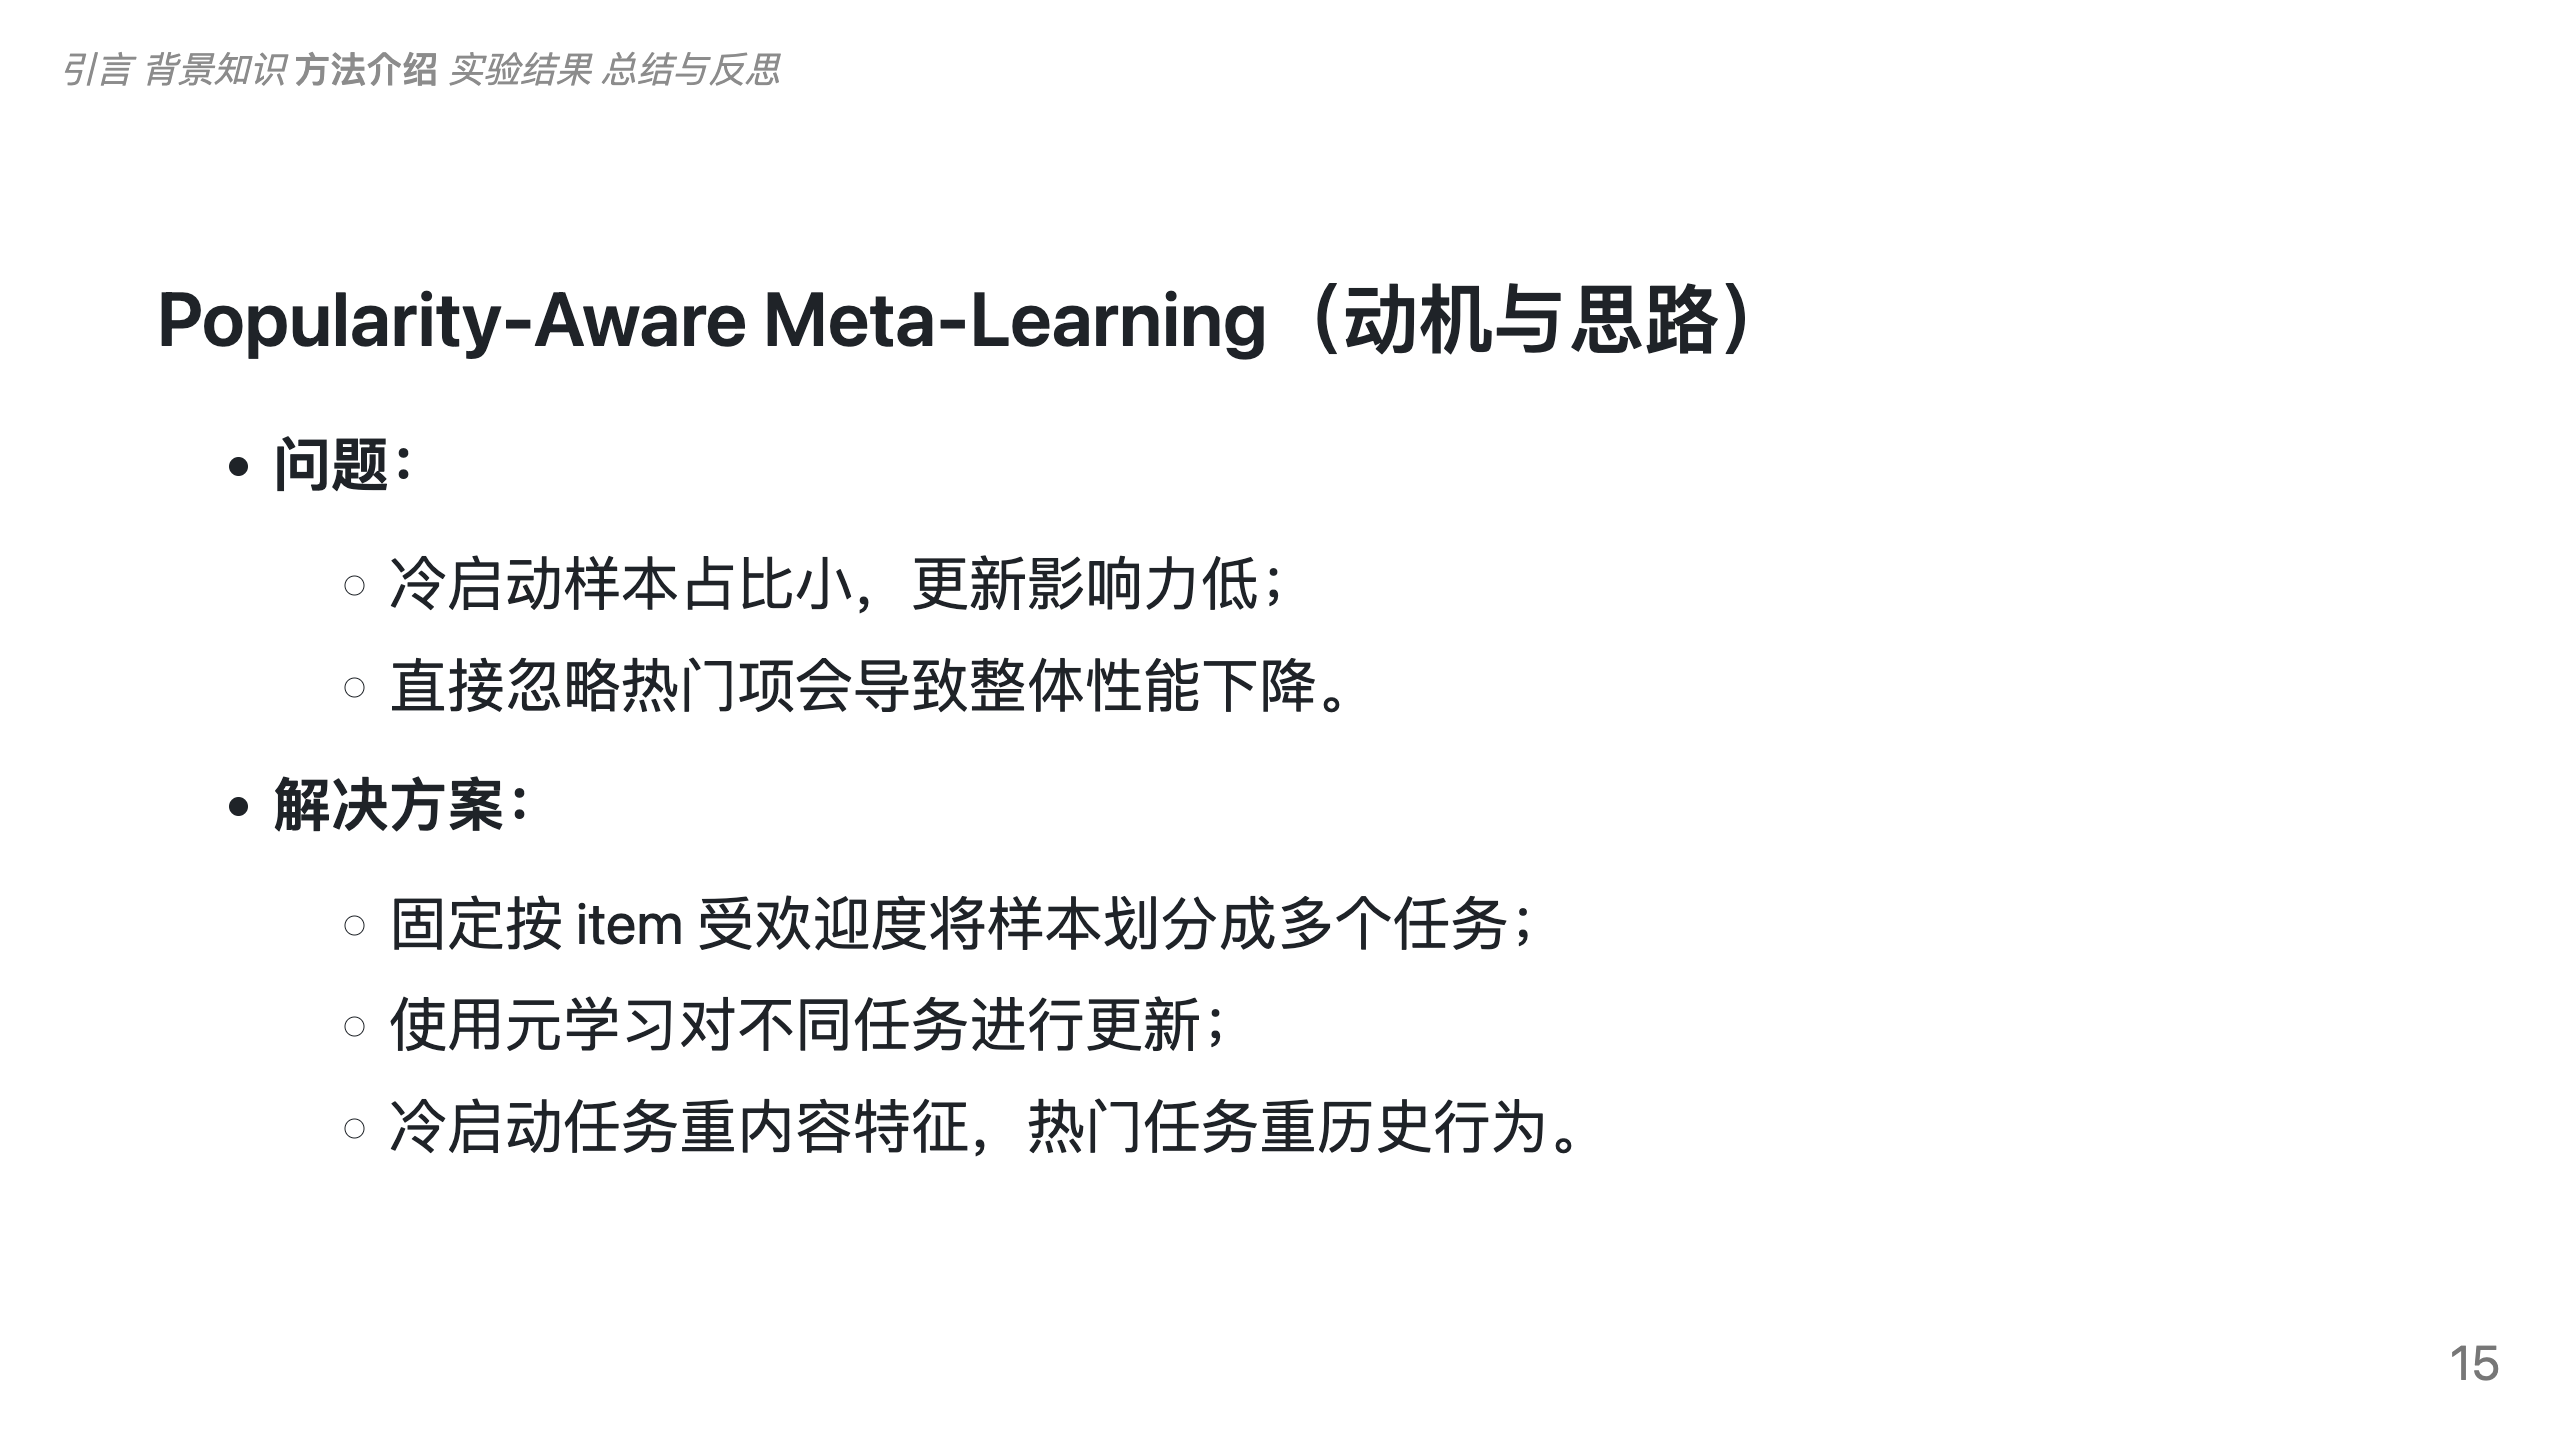 引言 背景知识 方法介绍 实验结果 总结与反思
Popularity-Aware Meta-Learning（动机与思路）
• 问题：
○ 冷启动样本占比小，更新影响力低；
○ 直接忽略热门项会导致整体性能下降。
• 解决方案：
○ 固定按 item 受欢迎度将样本划分成多个任务；
○ 使用元学习对不同任务进行更新；
○ 冷启动任务重内容特征，热门任务重历史行为。
15